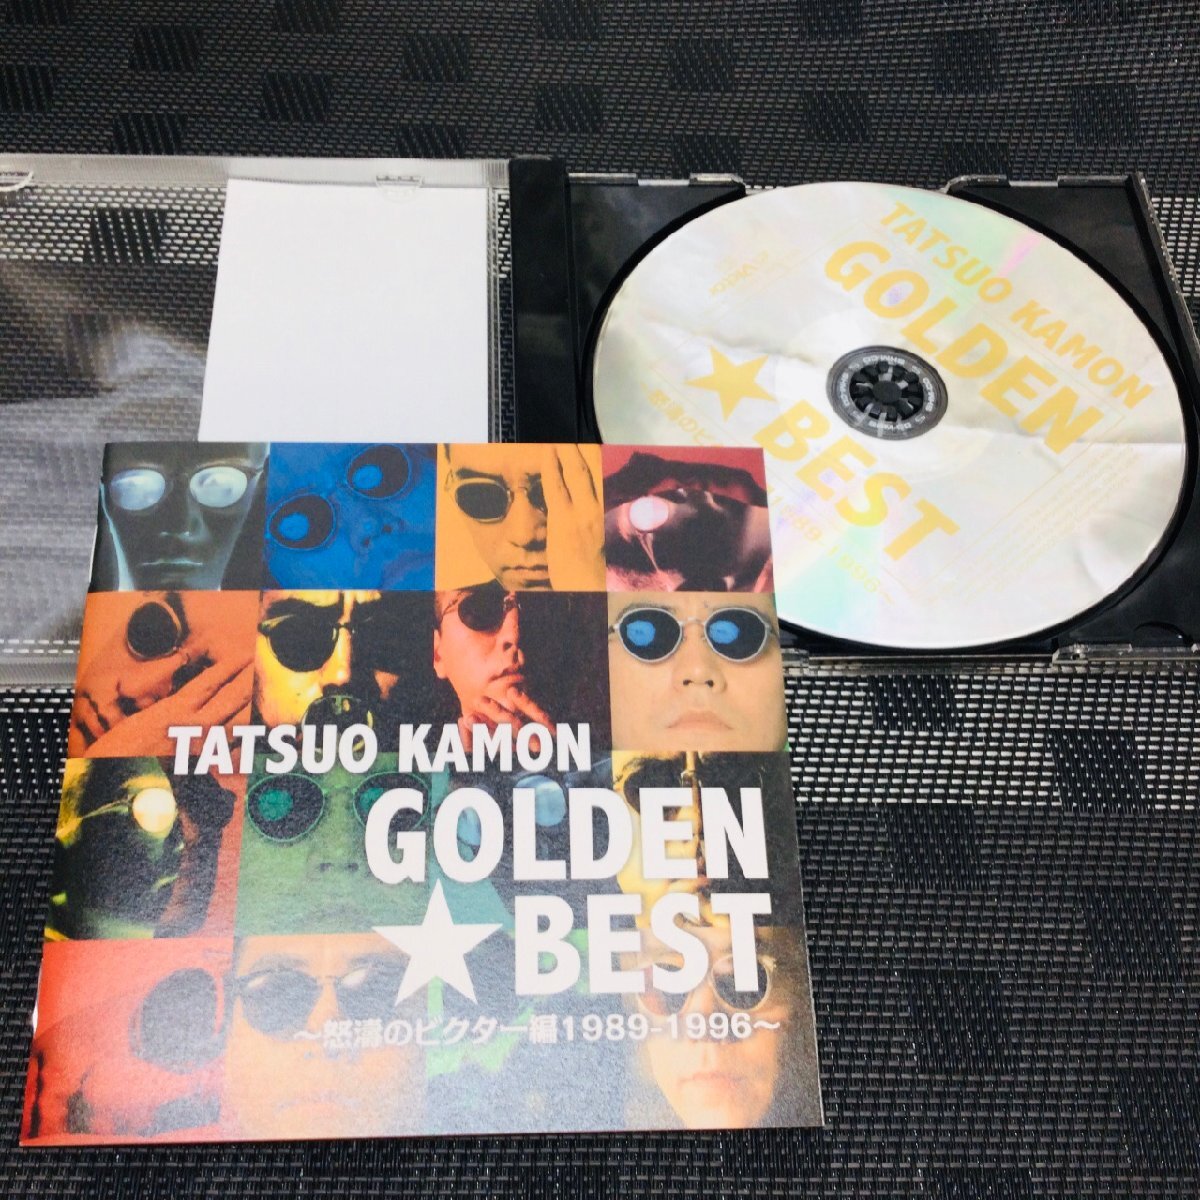 TATSUO KAMON
GOLDEN
★BEST
～怒濤のビクター編1989-1996～
TATSUO KAMON
GOLDEN
★BEST